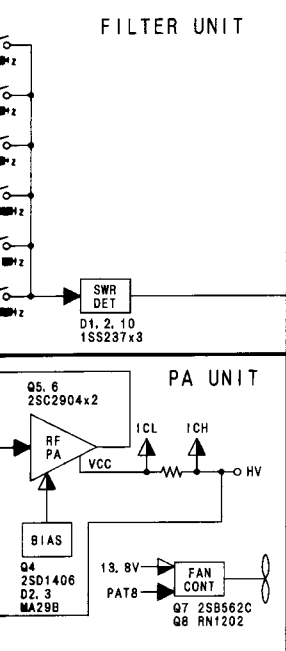 FILTER UNIT
SWR
DET
D1, 2, 10
1SS237x3
PA UNIT
Q5, 6
2SC2904x2
ICL
ICH
RF
PA
VCC
HV
BIAS
Q4
2SD1406
D2, 3
MA29B
13. 8V
PAT8
FAN
CONT
Q7 2SB562C
Q8 RN1202